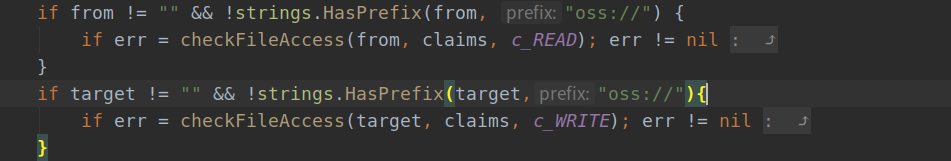 if from != "" && !strings.HasPrefix(from, prefix: "oss://") {
if err = checkFileAccess(from, claims, c_READ); err != nil :
}
if target != "" && !strings.HasPrefix(target, prefix: "oss://"){
if err = checkFileAccess(target, claims, c_WRITE); err != nil :
}